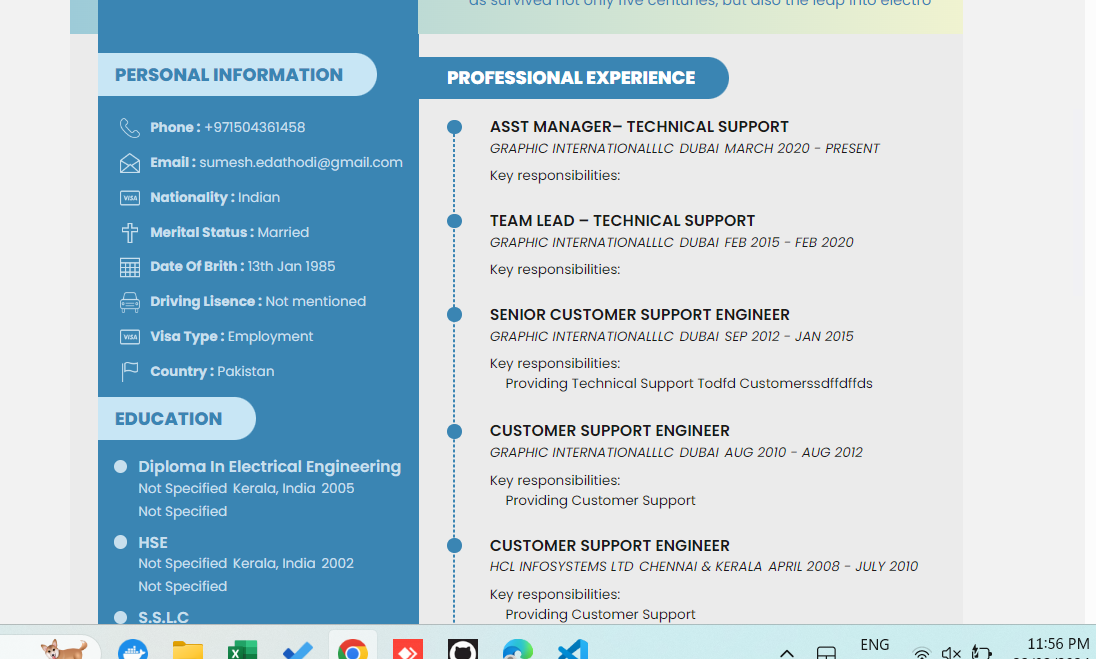 as survived not only five centuries, but also the leap into electro
PERSONAL INFORMATION
Phone : +971504361458
Email : sumesh.edathodi@gmail.com
VISA Nationality : Indian
Merital Status : Married
Date Of Brith : 13th Jan 1985
Driving Lisence : Not mentioned
VISA Visa Type : Employment
Country : Pakistan
EDUCATION
Diploma In Electrical Engineering
Not Specified Kerala, India 2005
Not Specified
HSE
Not Specified Kerala, India 2002
Not Specified
S.S.L.C
PROFESSIONAL EXPERIENCE
ASST MANAGER– TECHNICAL SUPPORT
GRAPHIC INTERNATIONALLLC DUBAI MARCH 2020 - PRESENT
Key responsibilities:
TEAM LEAD – TECHNICAL SUPPORT
GRAPHIC INTERNATIONALLLC DUBAI FEB 2015 - FEB 2020
Key responsibilities:
SENIOR CUSTOMER SUPPORT ENGINEER
GRAPHIC INTERNATIONALLLC DUBAI SEP 2012 - JAN 2015
Key responsibilities:
Providing Technical Support Todfd Customerssdffdffds
CUSTOMER SUPPORT ENGINEER
GRAPHIC INTERNATIONALLLC DUBAI AUG 2010 - AUG 2012
Key responsibilities:
Providing Customer Support
CUSTOMER SUPPORT ENGINEER
HCL INFOSYSTEMS LTD CHENNAI & KERALA APRIL 2008 - JULY 2010
Key responsibilities:
Providing Customer Support
ENG
11:56 PM